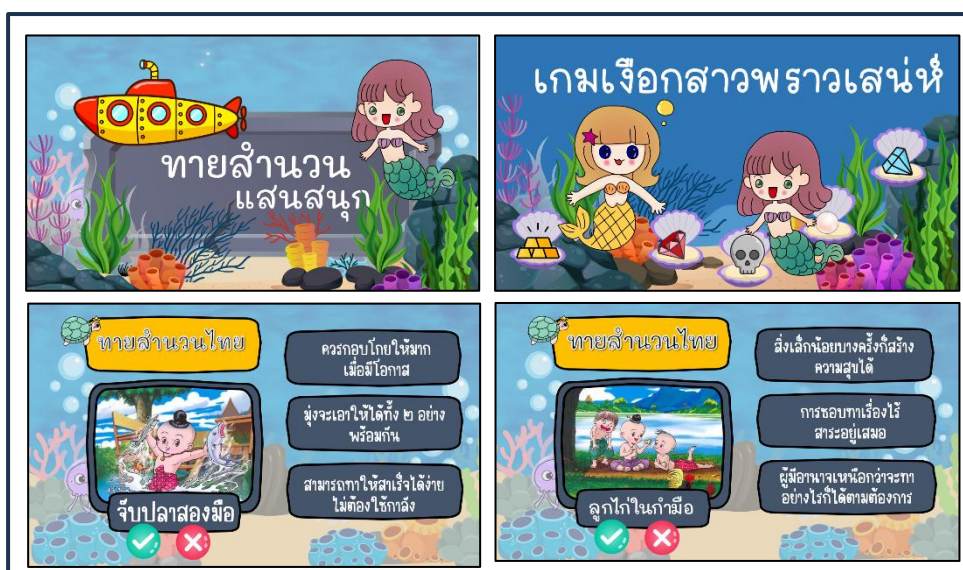 ทายสำนวน
แสนสนุก
เกมเงือกสาวพราวเสน่ห์
ทายสำนวนไทย
จับปลาสองมือ
ควรกอบโกยให้มาก
เมื่อมีโอกาส
มุ่งจะเอาให้ได้ทั้ง ๒ อย่าง
พร้อมกัน
สามารถทำให้สำเร็จได้ง่าย
ไม่ต้องใช้กำลัง
ทายสำนวนไทย
ลูกไก่ในกำมือ
สิ่งเล็กน้อยบางครั้งก็สร้าง
ความสุขได้
การชอบทำเรื่องไร้
สาระอยู่เสมอ
ผู้มีอำนาจเหนือกว่าจะทำ
อย่างไรก็ได้ตามต้องการ